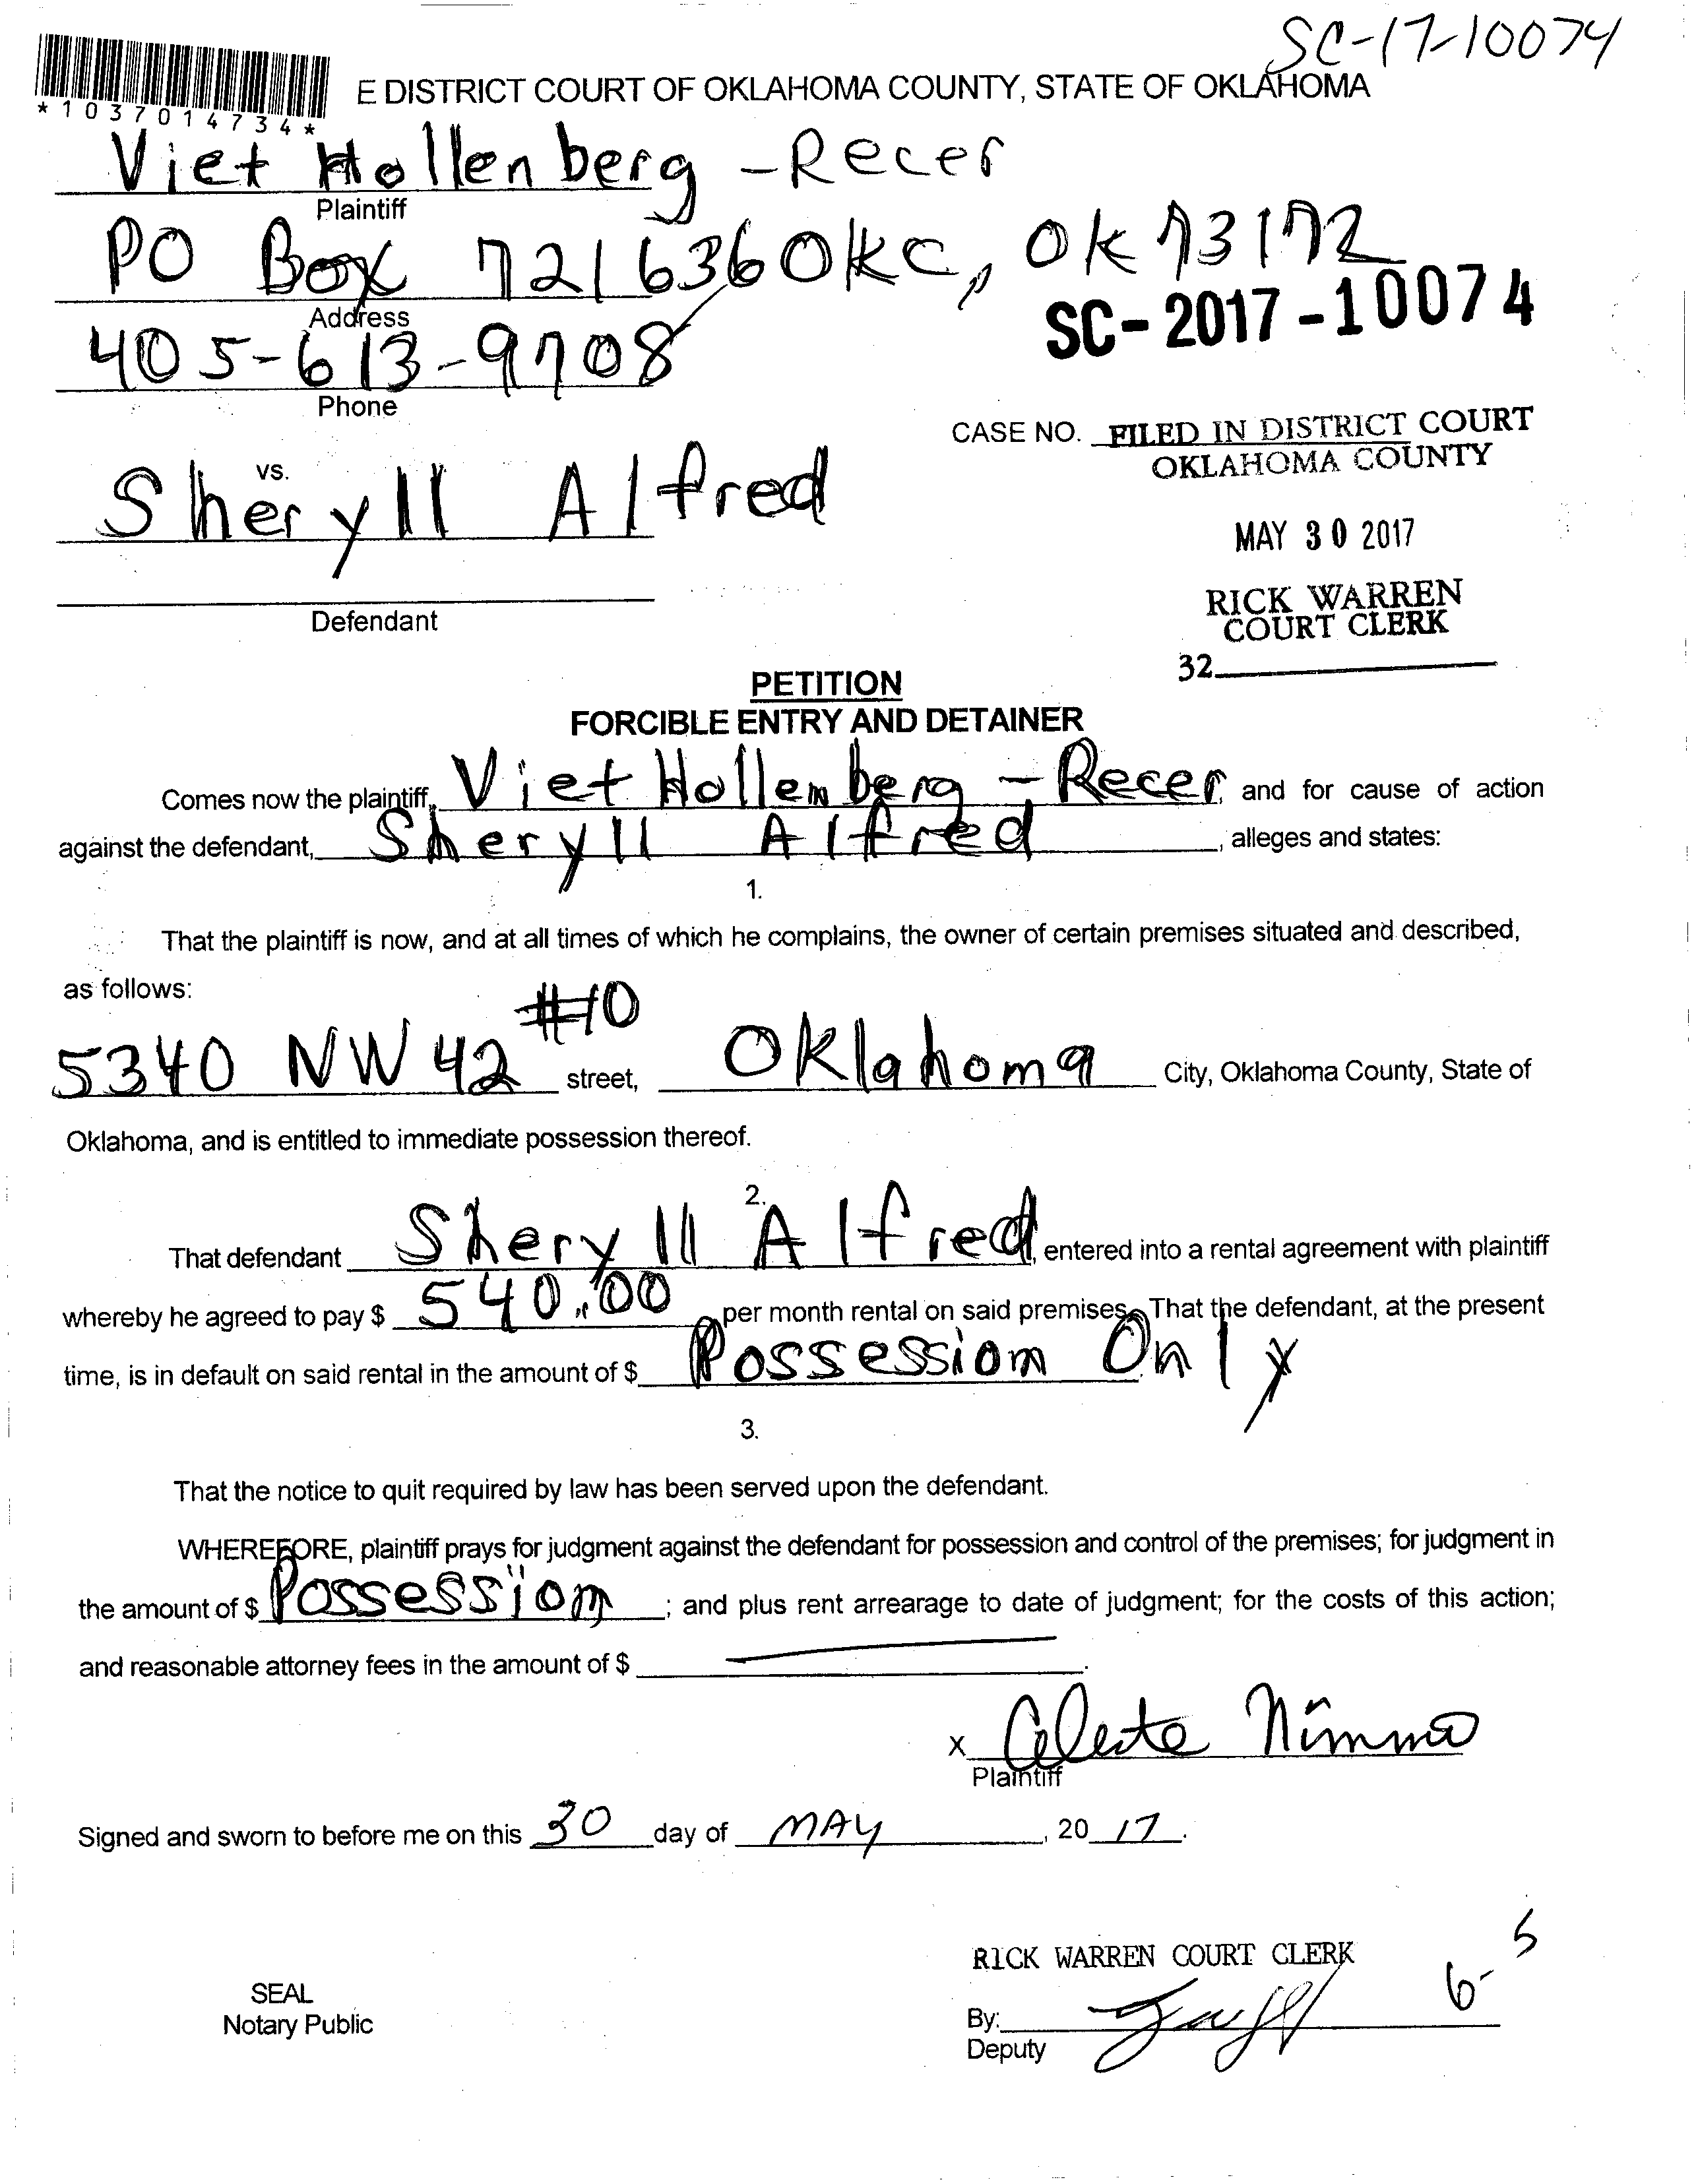 SC-17-10074
*1037014734*
E DISTRICT COURT OF OKLAHOMA COUNTY, STATE OF OKLAHOMA
Viet Hollenberg - Recer
Plaintiff
PO Box 721636 OKC, OK 73172
Address
SC-2017-10074
405-613-9708
Phone
CASE NO. FILED IN DISTRICT COURT
OKLAHOMA COUNTY
vs.
Sheryll Alfred
MAY 30 2017
Defendant
RICK WARREN
COURT CLERK
32
PETITION
FORCIBLE ENTRY AND DETAINER
Comes now the plaintiff, Viet Hollenberg - Recer, and for cause of action
against the defendant, Sheryll Alfred, alleges and states:
1.
That the plaintiff is now, and at all times of which he complains, the owner of certain premises situated and described,
as follows:
#10
5340 NW 42 street, Oklahoma City, Oklahoma County, State of
Oklahoma, and is entitled to immediate possession thereof.
2.
That defendant Sheryll Alfred, entered into a rental agreement with plaintiff
whereby he agreed to pay $ 540.00 per month rental on said premises. That the defendant, at the present
time, is in default on said rental in the amount of $ Possession Only
3.
That the notice to quit required by law has been served upon the defendant.
WHEREFORE, plaintiff prays for judgment against the defendant for possession and control of the premises; for judgment in
the amount of $ Possession ; and plus rent arrearage to date of judgment; for the costs of this action;
and reasonable attorney fees in the amount of $ .
x Celeste Nimmo
Plaintiff
Signed and sworn to before me on this 30 day of MAY, 20 17.
RICK WARREN COURT CLERK
6-5
SEAL
Notary Public
By:
Deputy